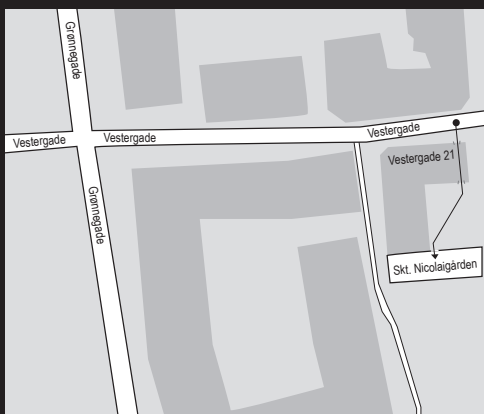 Grønnegade
Vestergade
Vestergade
Vestergade
Vestergade 21
Grønnegade
Skt. Nicolaigården